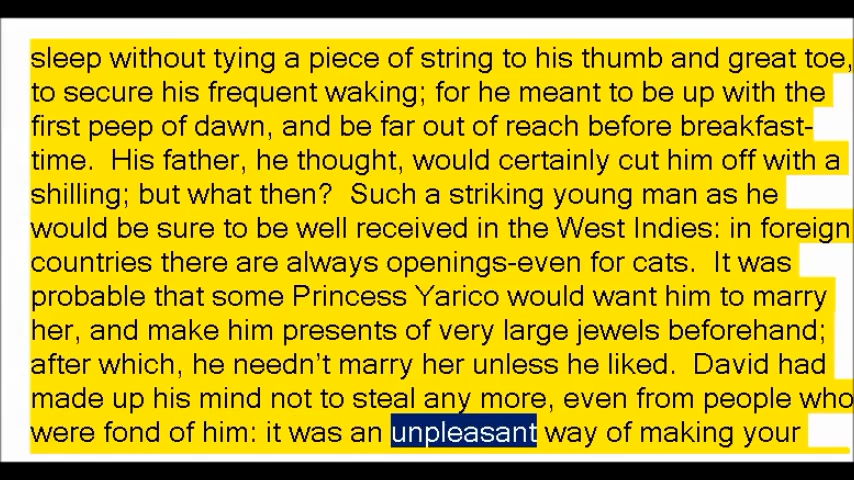 sleep without tying a piece of string to his thumb and great toe,
to secure his frequent waking; for he meant to be up with the
first peep of dawn, and be far out of reach before breakfast-
time.  His father, he thought, would certainly cut him off with a
shilling; but what then?  Such a striking young man as he
would be sure to be well received in the West Indies: in foreign
countries there are always openings-even for cats.  It was
probable that some Princess Yarico would want him to marry
her, and make him presents of very large jewels beforehand;
after which, he needn't marry her unless he liked.  David had
made up his mind not to steal any more, even from people who
were fond of him: it was an unpleasant way of making your